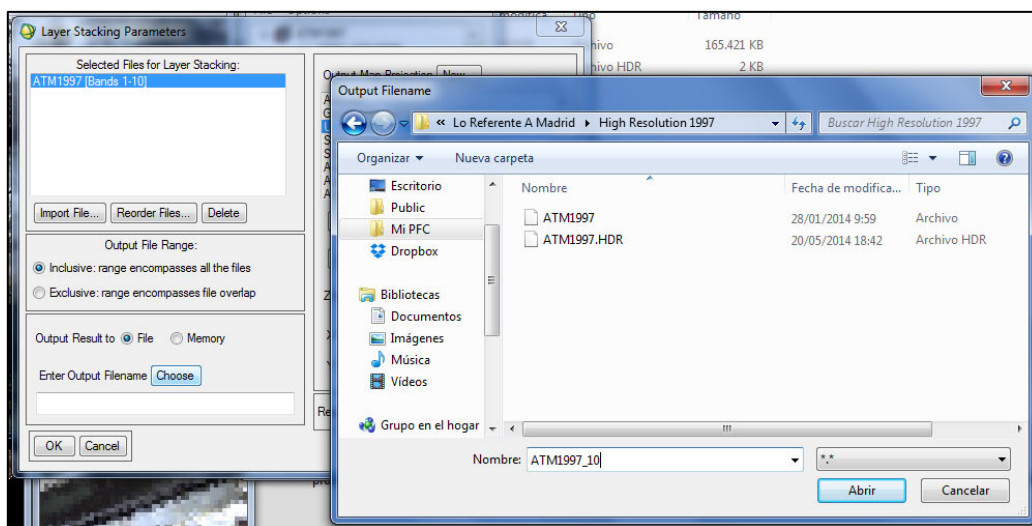 modifica
Tipo
Tamaño
Layer Stacking Parameters
hivo
165.421 KB
hivo HDR
2 KB
Selected Files for Layer Stacking:
ATM1997 [Bands 1-10]
Import File...
Reorder Files...
Delete
Output File Range:
Inclusive: range encompasses all the files
Exclusive: range encompasses file overlap
Output Result to
File
Memory
Enter Output Filename
Choose
OK
Cancel
Output Map Projection
New...
Output Filename
« Lo Referente A Madrid
High Resolution 1997
Buscar High Resolution 1997
Organizar
Nueva carpeta
Escritorio
Public
Mi PFC
Dropbox
Bibliotecas
Documentos
Imágenes
Música
Vídeos
Grupo en el hogar
Nombre
Fecha de modifica...
Tipo
ATM1997
28/01/2014 9:59
Archivo
ATM1997.HDR
20/05/2014 18:42
Archivo HDR
Nombre:
ATM1997_10
*.*
Abrir
Cancelar